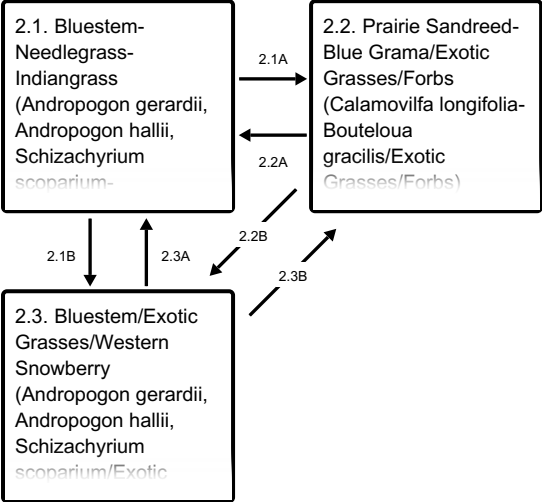 2.1. Bluestem-
Needlegrass-
Indiangrass
(Andropogon gerardii,
Andropogon hallii,
Schizachyrium
scoparium-
2.1A
2.2A
2.2. Prairie Sandreed-
Blue Grama/Exotic
Grasses/Forbs
(Calamovilfa longifolia-
Bouteloua
gracilis/Exotic
Grasses/Forbs)
2.1B
2.3A
2.2B
2.3B
2.3. Bluestem/Exotic
Grasses/Western
Snowberry
(Andropogon gerardii,
Andropogon hallii,
Schizachyrium
scoparium/Exotic